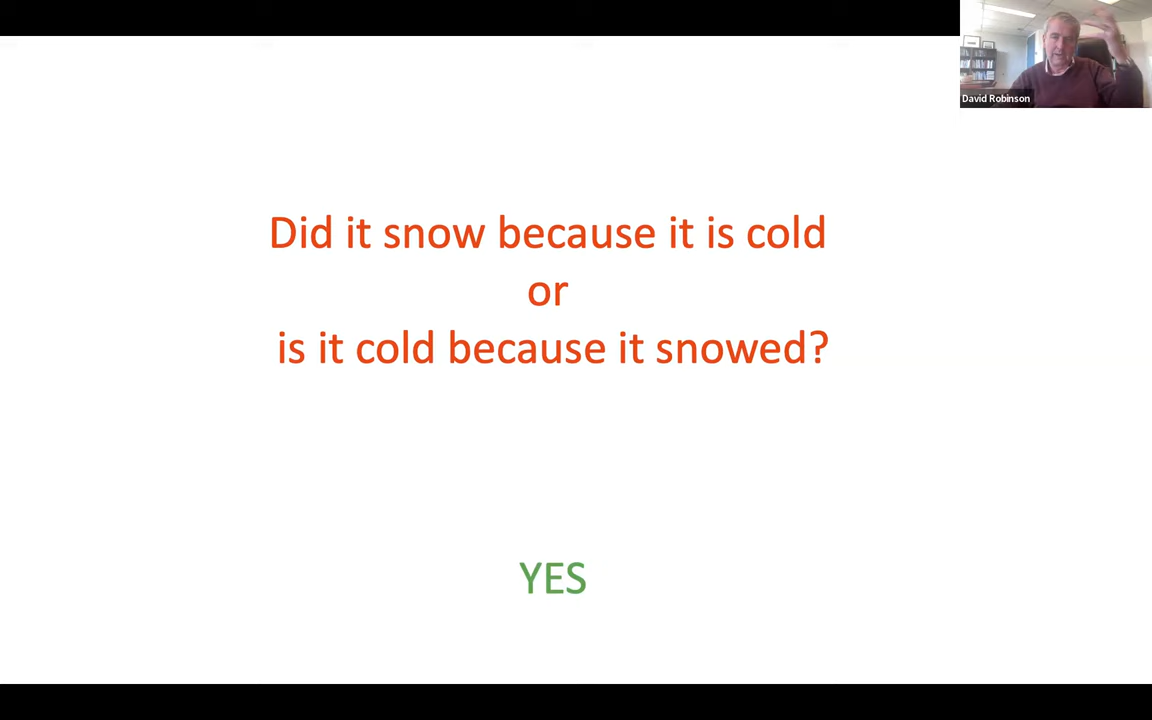 David Robinson
Did it snow because it is cold
or
is it cold because it snowed?
YES